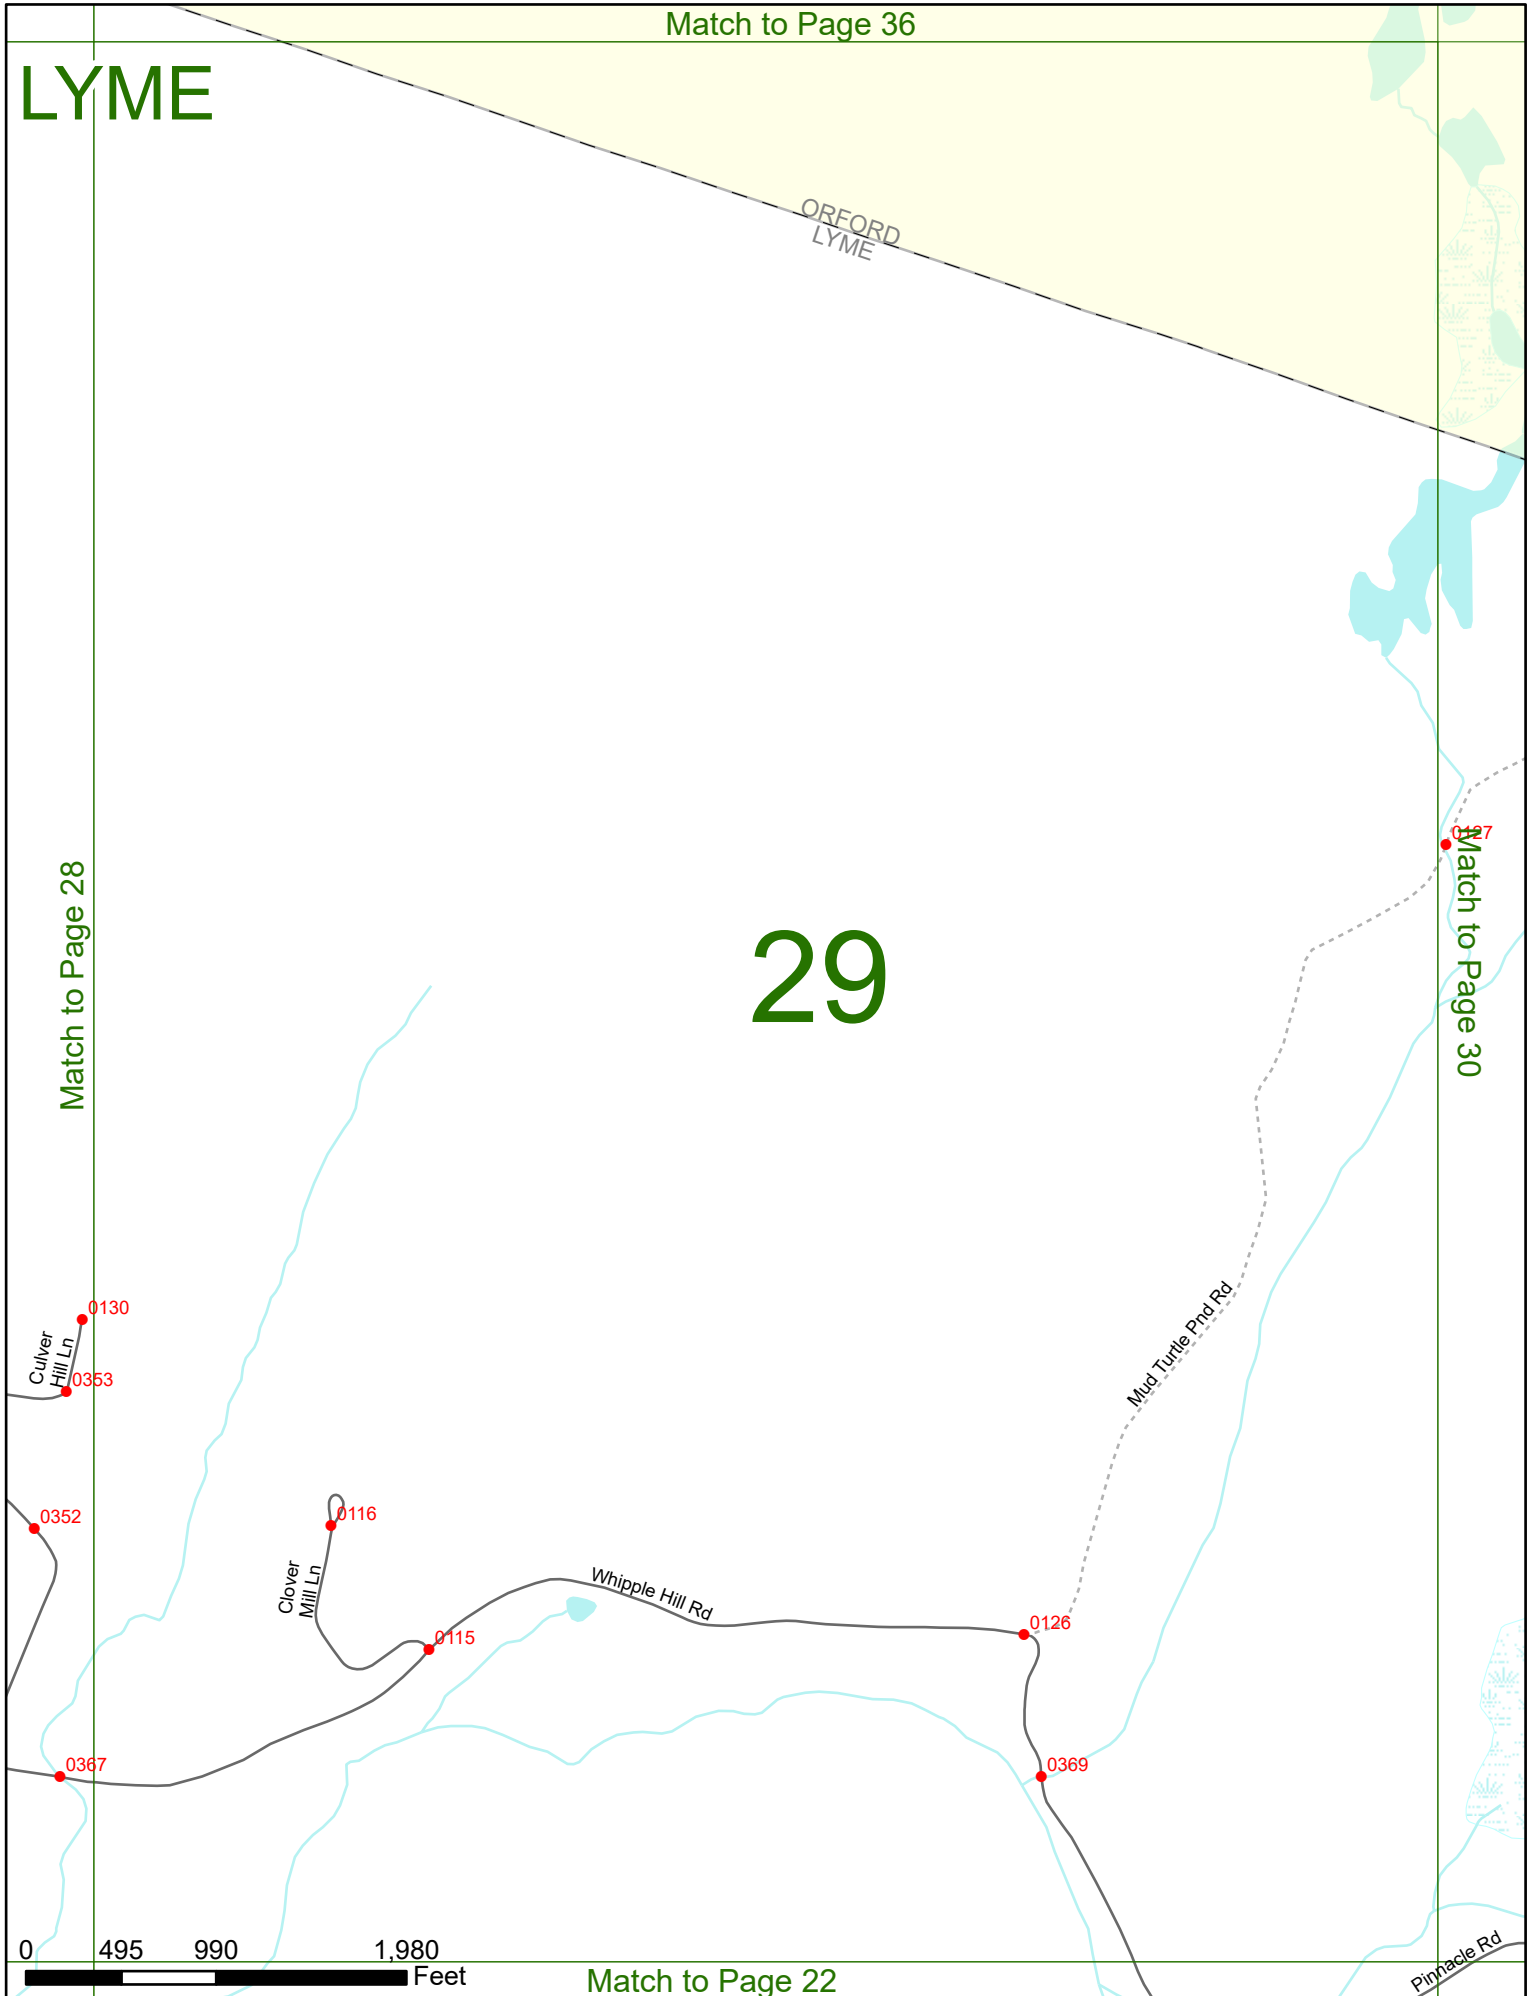 Match to Page 36
LYME
ORFORD
LYME
0127
Match to Page 28
29
Match to Page 30
0130
Culver
Hill Ln
0353
Mud Turtle Pnd Rd
0352
0116
Clover
Mill Ln
Whipple Hill Rd
0115
0126
0367
0369
0 495 990 1,980
Feet
Match to Page 22
Pinnacle Rd